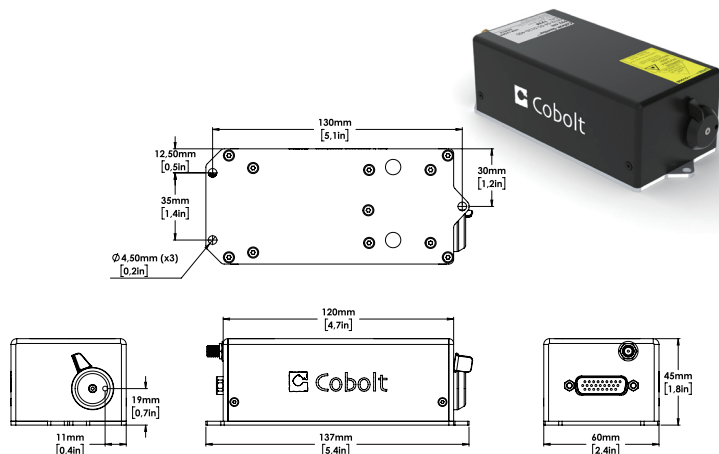 Cobolt
130mm
[5,1in]
12,50mm
[0,5in]
30mm
[1,2in]
35mm
[1,4in]
Ø4,50mm (x3)
[0,2in]
120mm
[4,7in]
Cobolt
19mm
[0,7in]
45mm
[1,8in]
11mm
[0,4in]
137mm
[5,4in]
60mm
[2,4in]